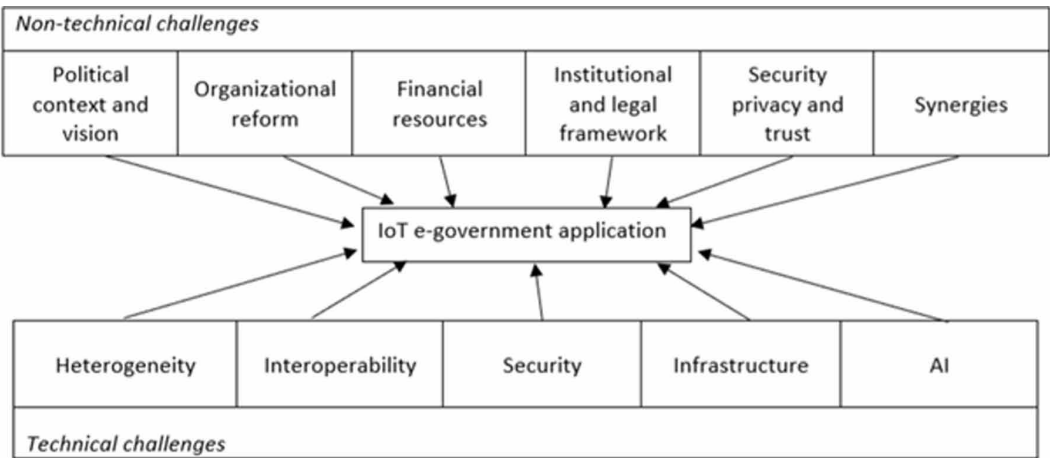 Non-technical challenges
Political
context and
vision
Organizational
reform
Financial
resources
Institutional
and legal
framework
Security
privacy and
trust
Synergies
IoT e-government application
Heterogeneity
Interoperability
Security
Infrastructure
AI
Technical challenges